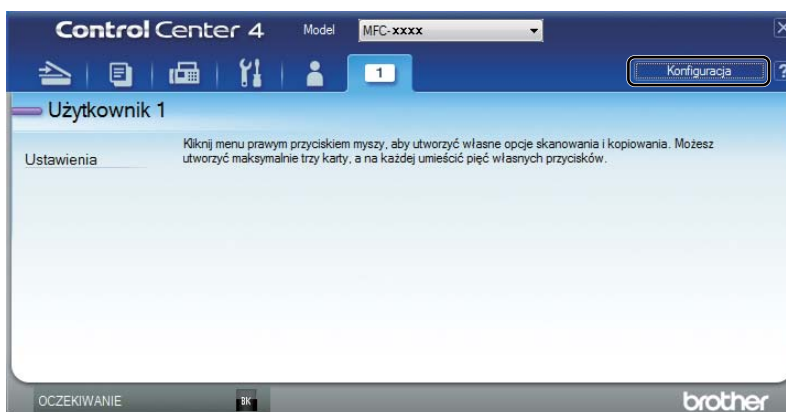 Control Center 4 Model MFC-xxxx
1 Konfiguracja ?
Użytkownik 1
Ustawienia
Kliknij menu prawym przyciskiem myszy, aby utworzyć własne opcje skanowania i kopiowania. Możesz
utworzyć maksymalnie trzy karty, a na każdej umieścić pięć własnych przycisków.
OCZEKIWANIE BK brother